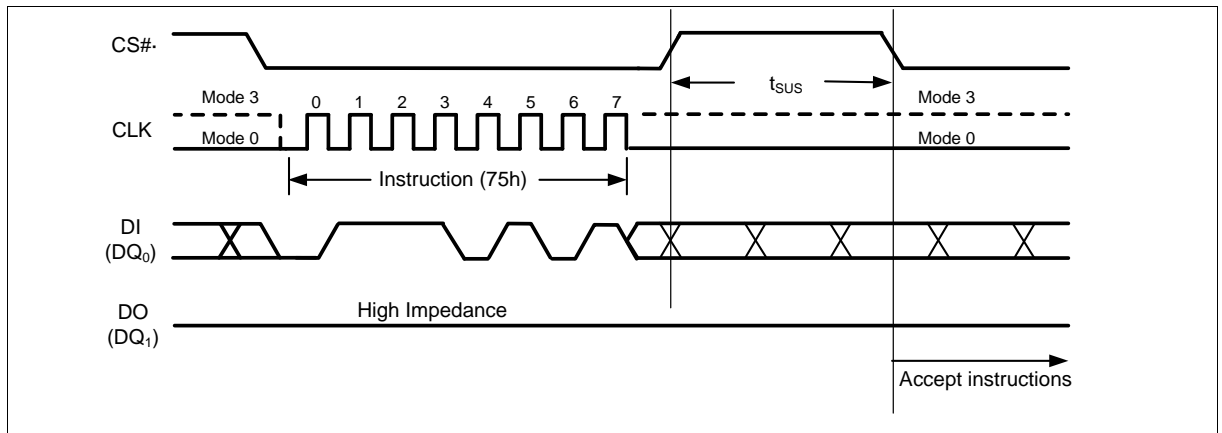 CS#·
t_SUS
Mode 3
0 1 2 3 4 5 6 7
Mode 3
CLK
Mode 0
Mode 0
Instruction (75h)
DI
(DQ₀)
DO
(DQ₁)
High Impedance
Accept instructions